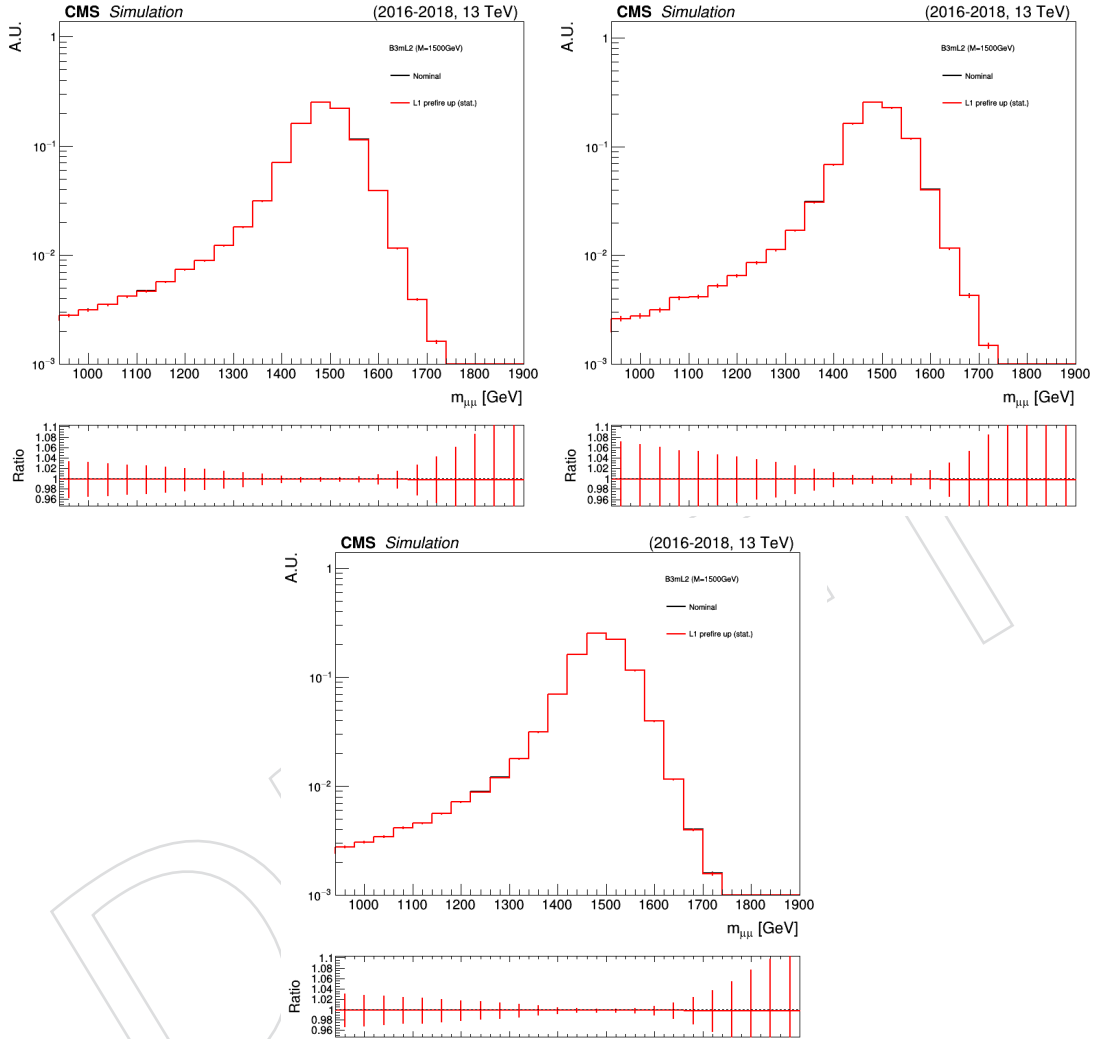 CMS Simulation (2016-2018, 13 TeV)
A.U.
B3mL2 (M=1500GeV)
Nominal
L1 prefire up (stat.)
1
10^-1
10^-2
10^-3
1000 1100 1200 1300 1400 1500 1600 1700 1800 1900
m_μμ [GeV]
Ratio
1.1
1.08
1.06
1.04
1.02
1
0.98
0.96
CMS Simulation (2016-2018, 13 TeV)
A.U.
B3mL2 (M=1500GeV)
Nominal
L1 prefire up (stat.)
1
10^-1
10^-2
10^-3
1000 1100 1200 1300 1400 1500 1600 1700 1800 1900
m_μμ [GeV]
Ratio
1.1
1.08
1.06
1.04
1.02
1
0.98
0.96
CMS Simulation (2016-2018, 13 TeV)
A.U.
B3mL2 (M=1500GeV)
Nominal
L1 prefire up (stat.)
1
10^-1
10^-2
10^-3
1000 1100 1200 1300 1400 1500 1600 1700 1800 1900
m_μμ [GeV]
Ratio
1.1
1.08
1.06
1.04
1.02
1
0.98
0.96